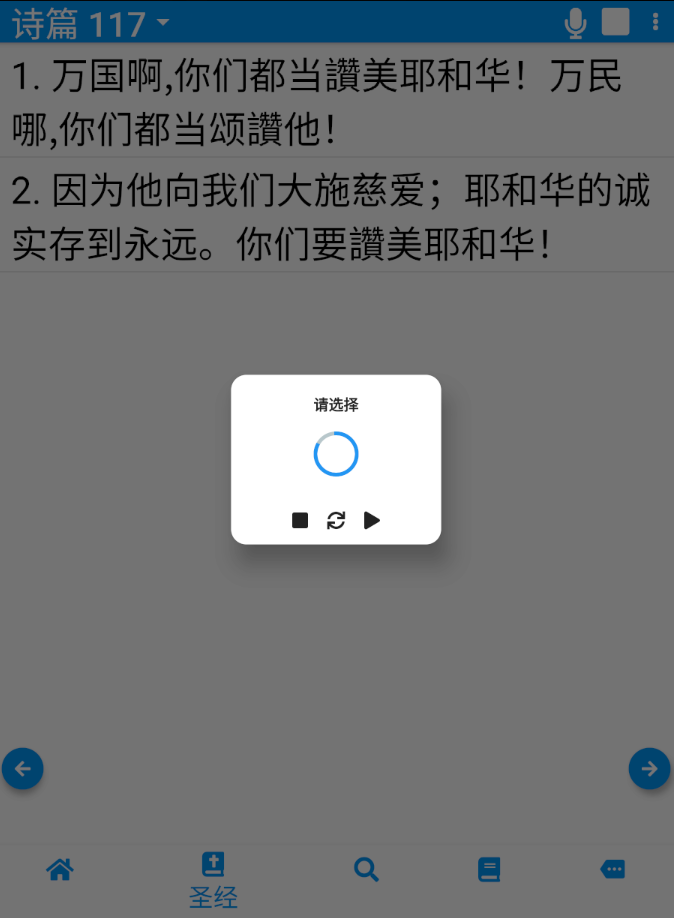 诗篇 117
1. 万国啊,你们都当讚美耶和华！万民
哪,你们都当颂讚他！
2. 因为他向我们大施慈爱；耶和华的诚
实存到永远。你们要讚美耶和华！
请选择
圣经